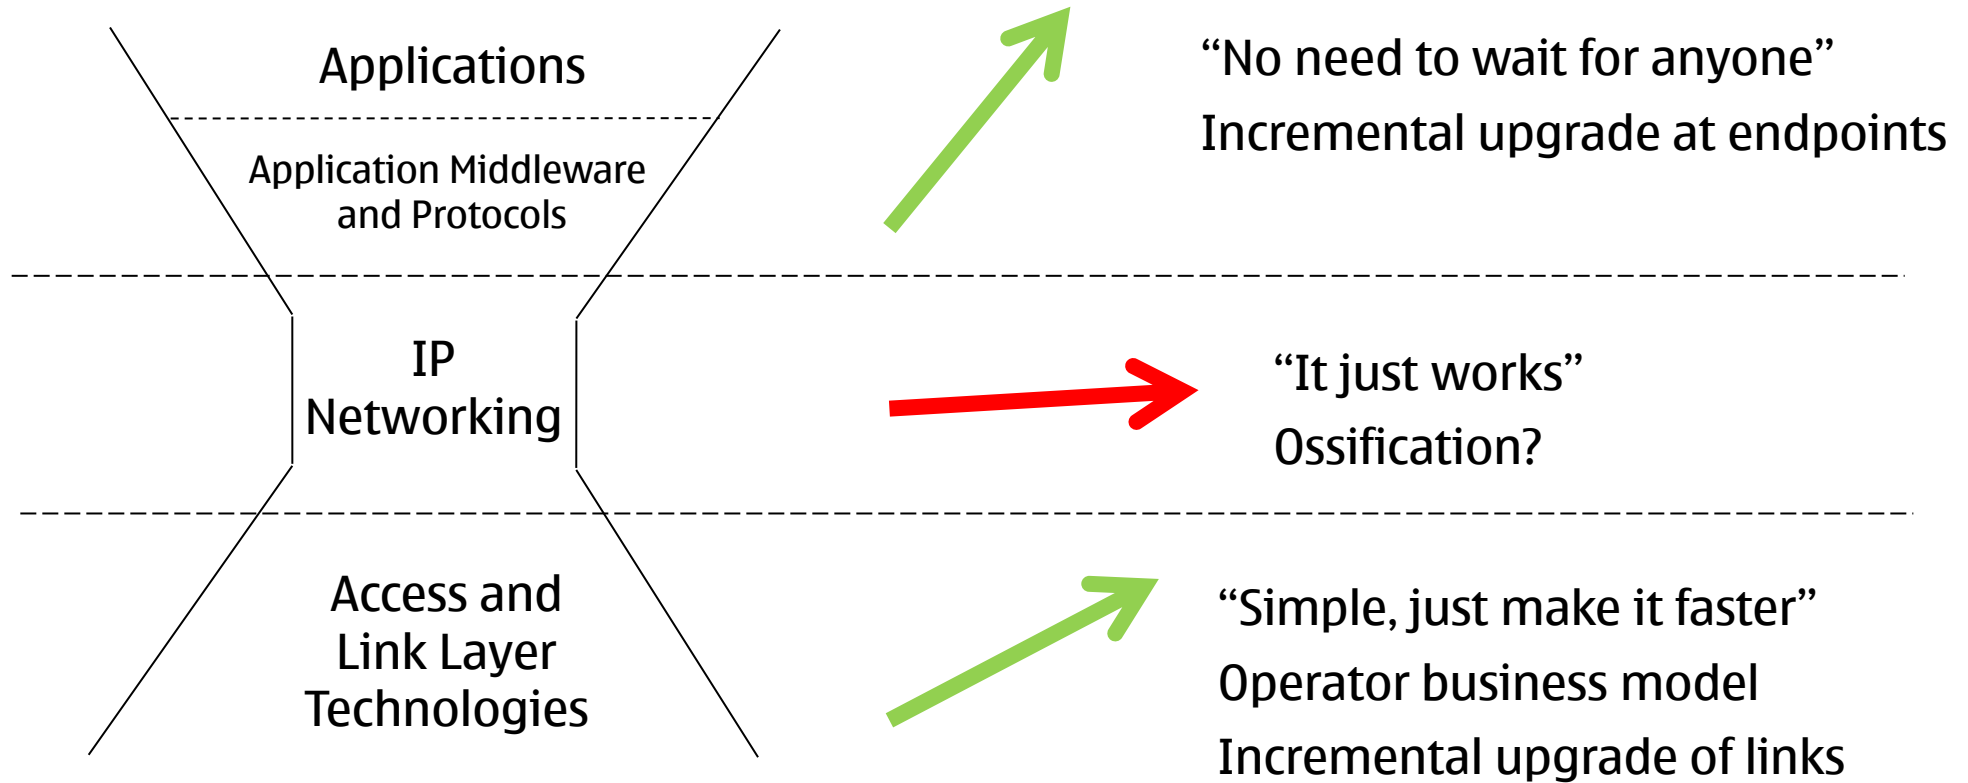 Applications
Application Middleware
and Protocols
“No need to wait for anyone”
Incremental upgrade at endpoints
IP
Networking
“It just works”
Ossification?
Access and
Link Layer
Technologies
“Simple, just make it faster”
Operator business model
Incremental upgrade of links